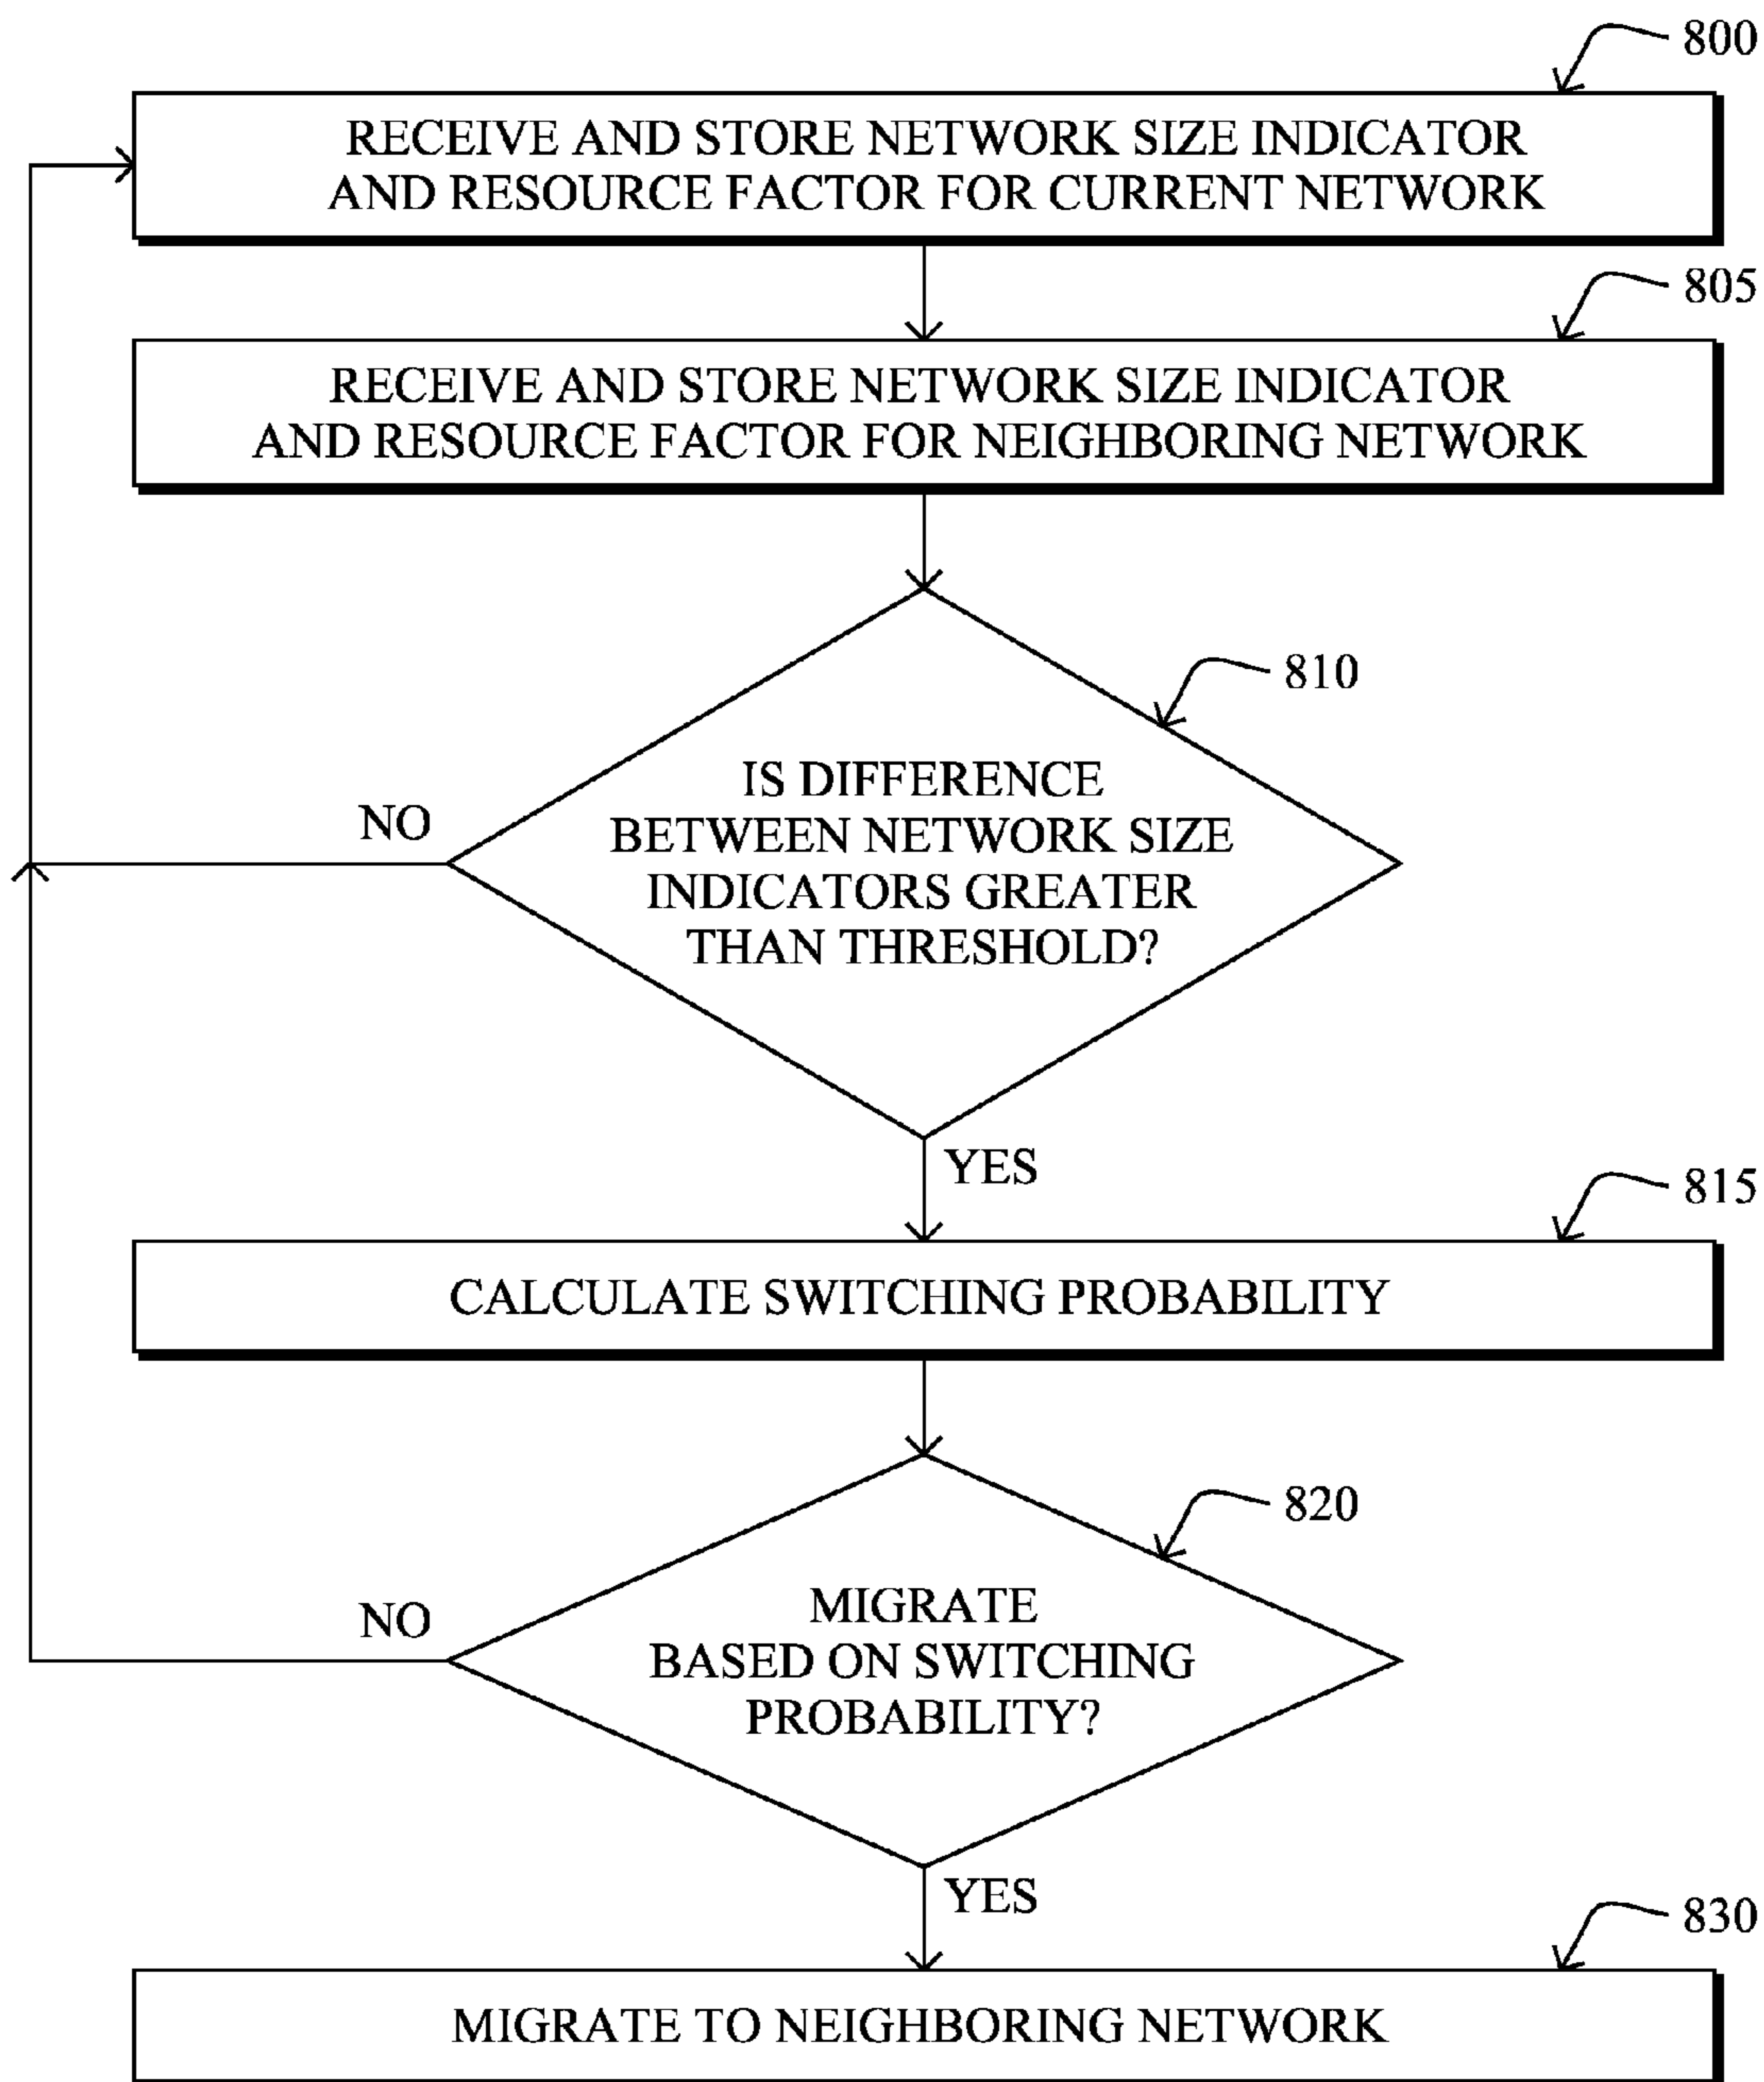 800
RECEIVE AND STORE NETWORK SIZE INDICATOR
AND RESOURCE FACTOR FOR CURRENT NETWORK
805
RECEIVE AND STORE NETWORK SIZE INDICATOR
AND RESOURCE FACTOR FOR NEIGHBORING NETWORK
810
IS DIFFERENCE
BETWEEN NETWORK SIZE
INDICATORS GREATER
THAN THRESHOLD?
NO
YES
815
CALCULATE SWITCHING PROBABILITY
820
MIGRATE
BASED ON SWITCHING
PROBABILITY?
NO
YES
830
MIGRATE TO NEIGHBORING NETWORK